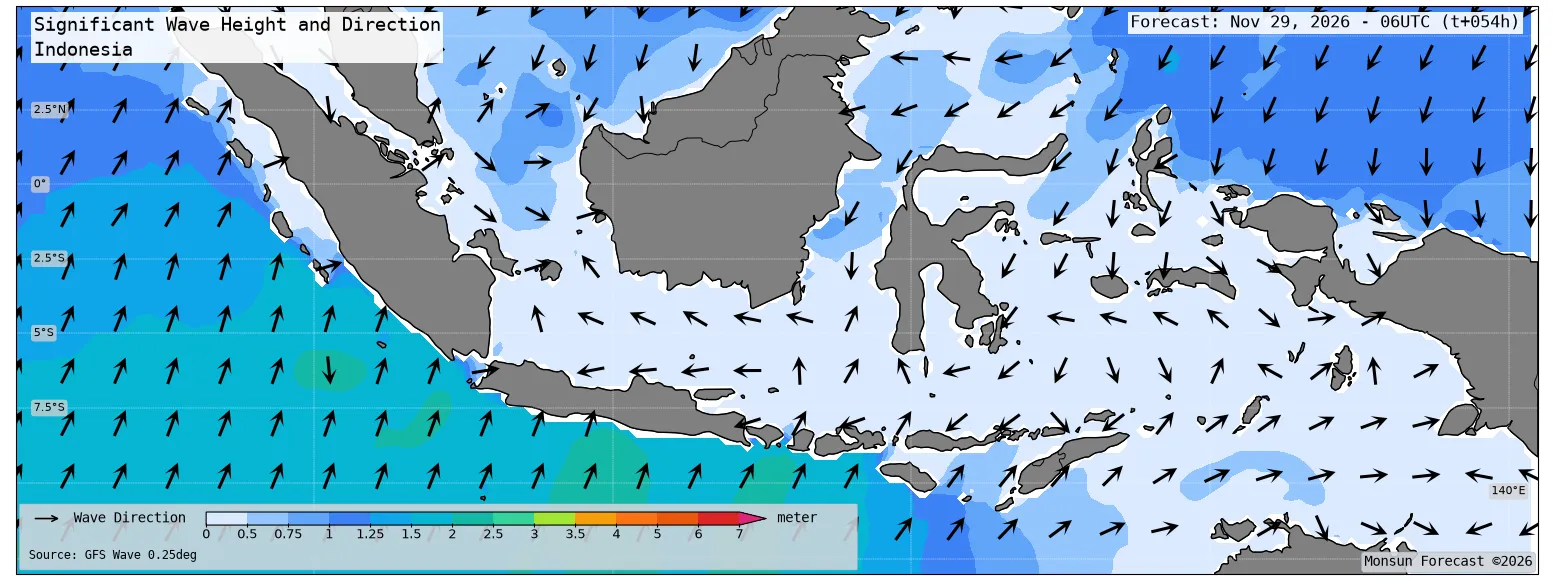 Significant Wave Height and Direction
Indonesia
Forecast: Nov 29, 2026 - 06UTC (t+054h)
2.5°N
0°
2.5°S
5°S
7.5°S
140°E
Wave Direction
0 0.5 0.75 1 1.25 1.5 2 2.5 3 3.5 4 5 6 7
meter
Source: GFS Wave 0.25deg
Monsun Forecast ©2026